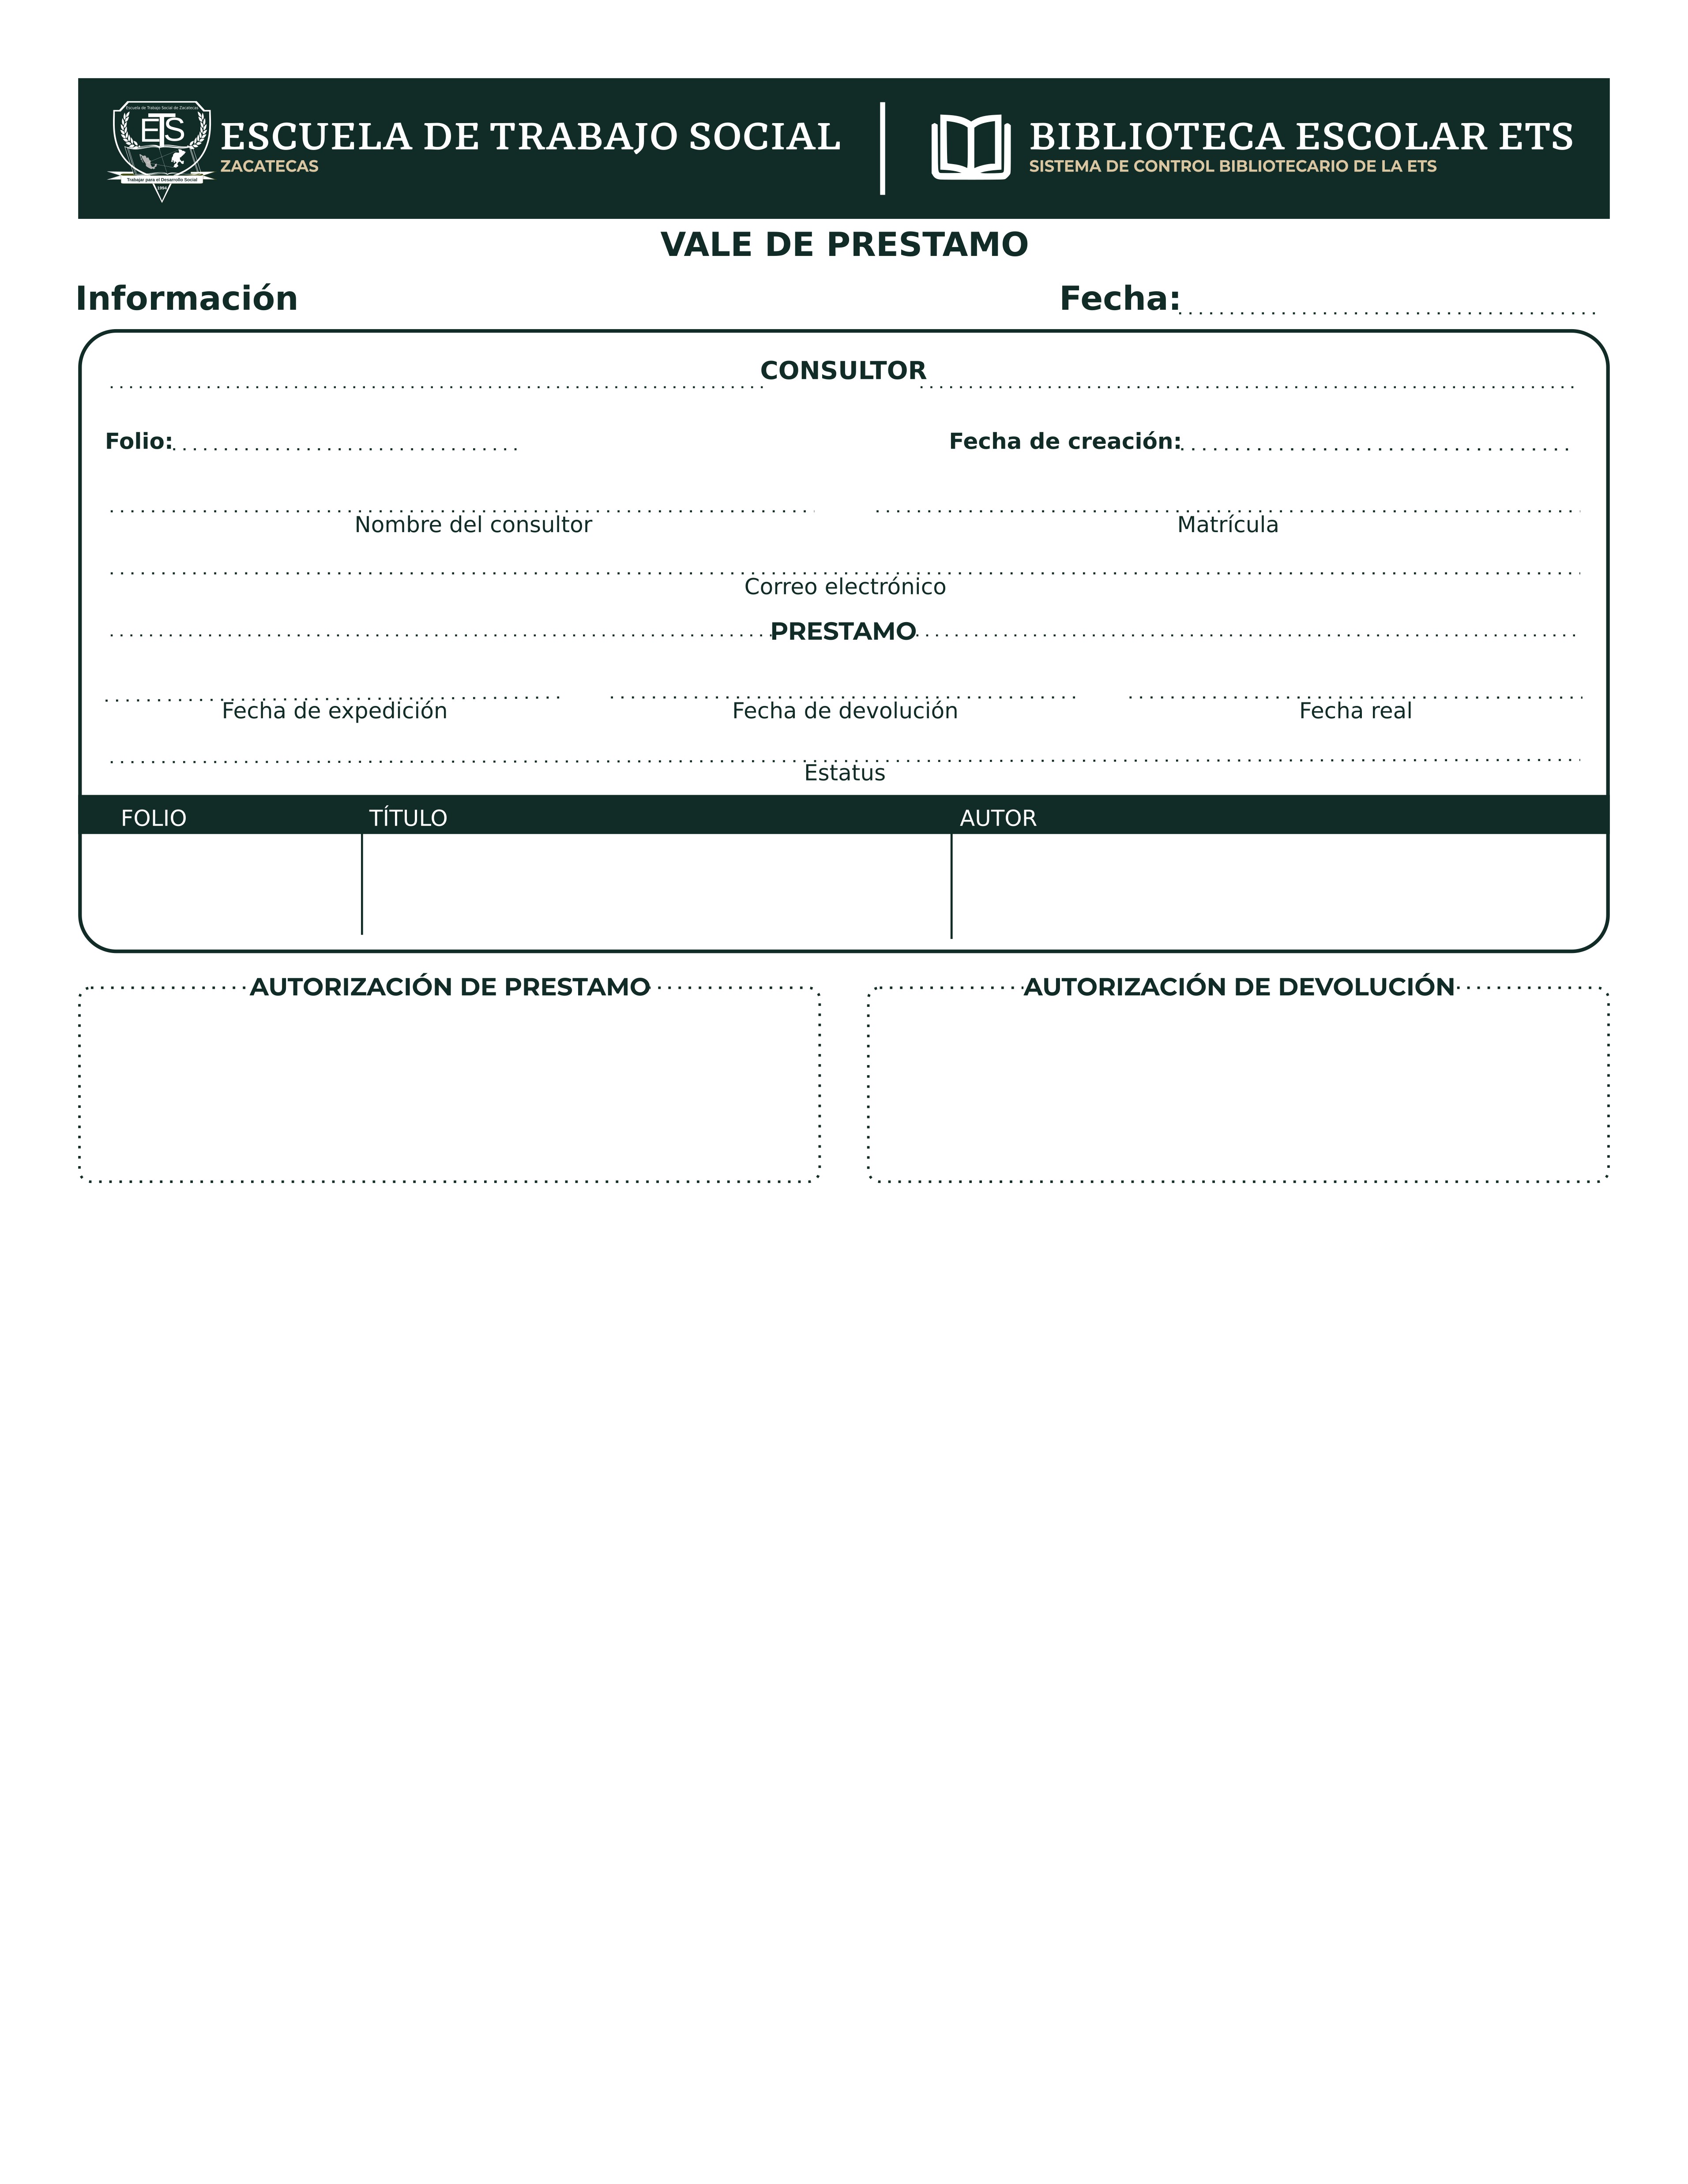 Escuela de Trabajo Social de Zacatecas
ETS
Trabajar para el Desarrollo Social
1994
ESCUELA DE TRABAJO SOCIAL
ZACATECAS
BIBLIOTECA ESCOLAR ETS
SISTEMA DE CONTROL BIBLIOTECARIO DE LA ETS
VALE DE PRESTAMO
Información Fecha:
CONSULTOR
Folio: Fecha de creación:
Nombre del consultor Matrícula
Correo electrónico
PRESTAMO
Fecha de expedición Fecha de devolución Fecha real
Estatus
FOLIO TÍTULO AUTOR
AUTORIZACIÓN DE PRESTAMO AUTORIZACIÓN DE DEVOLUCIÓN